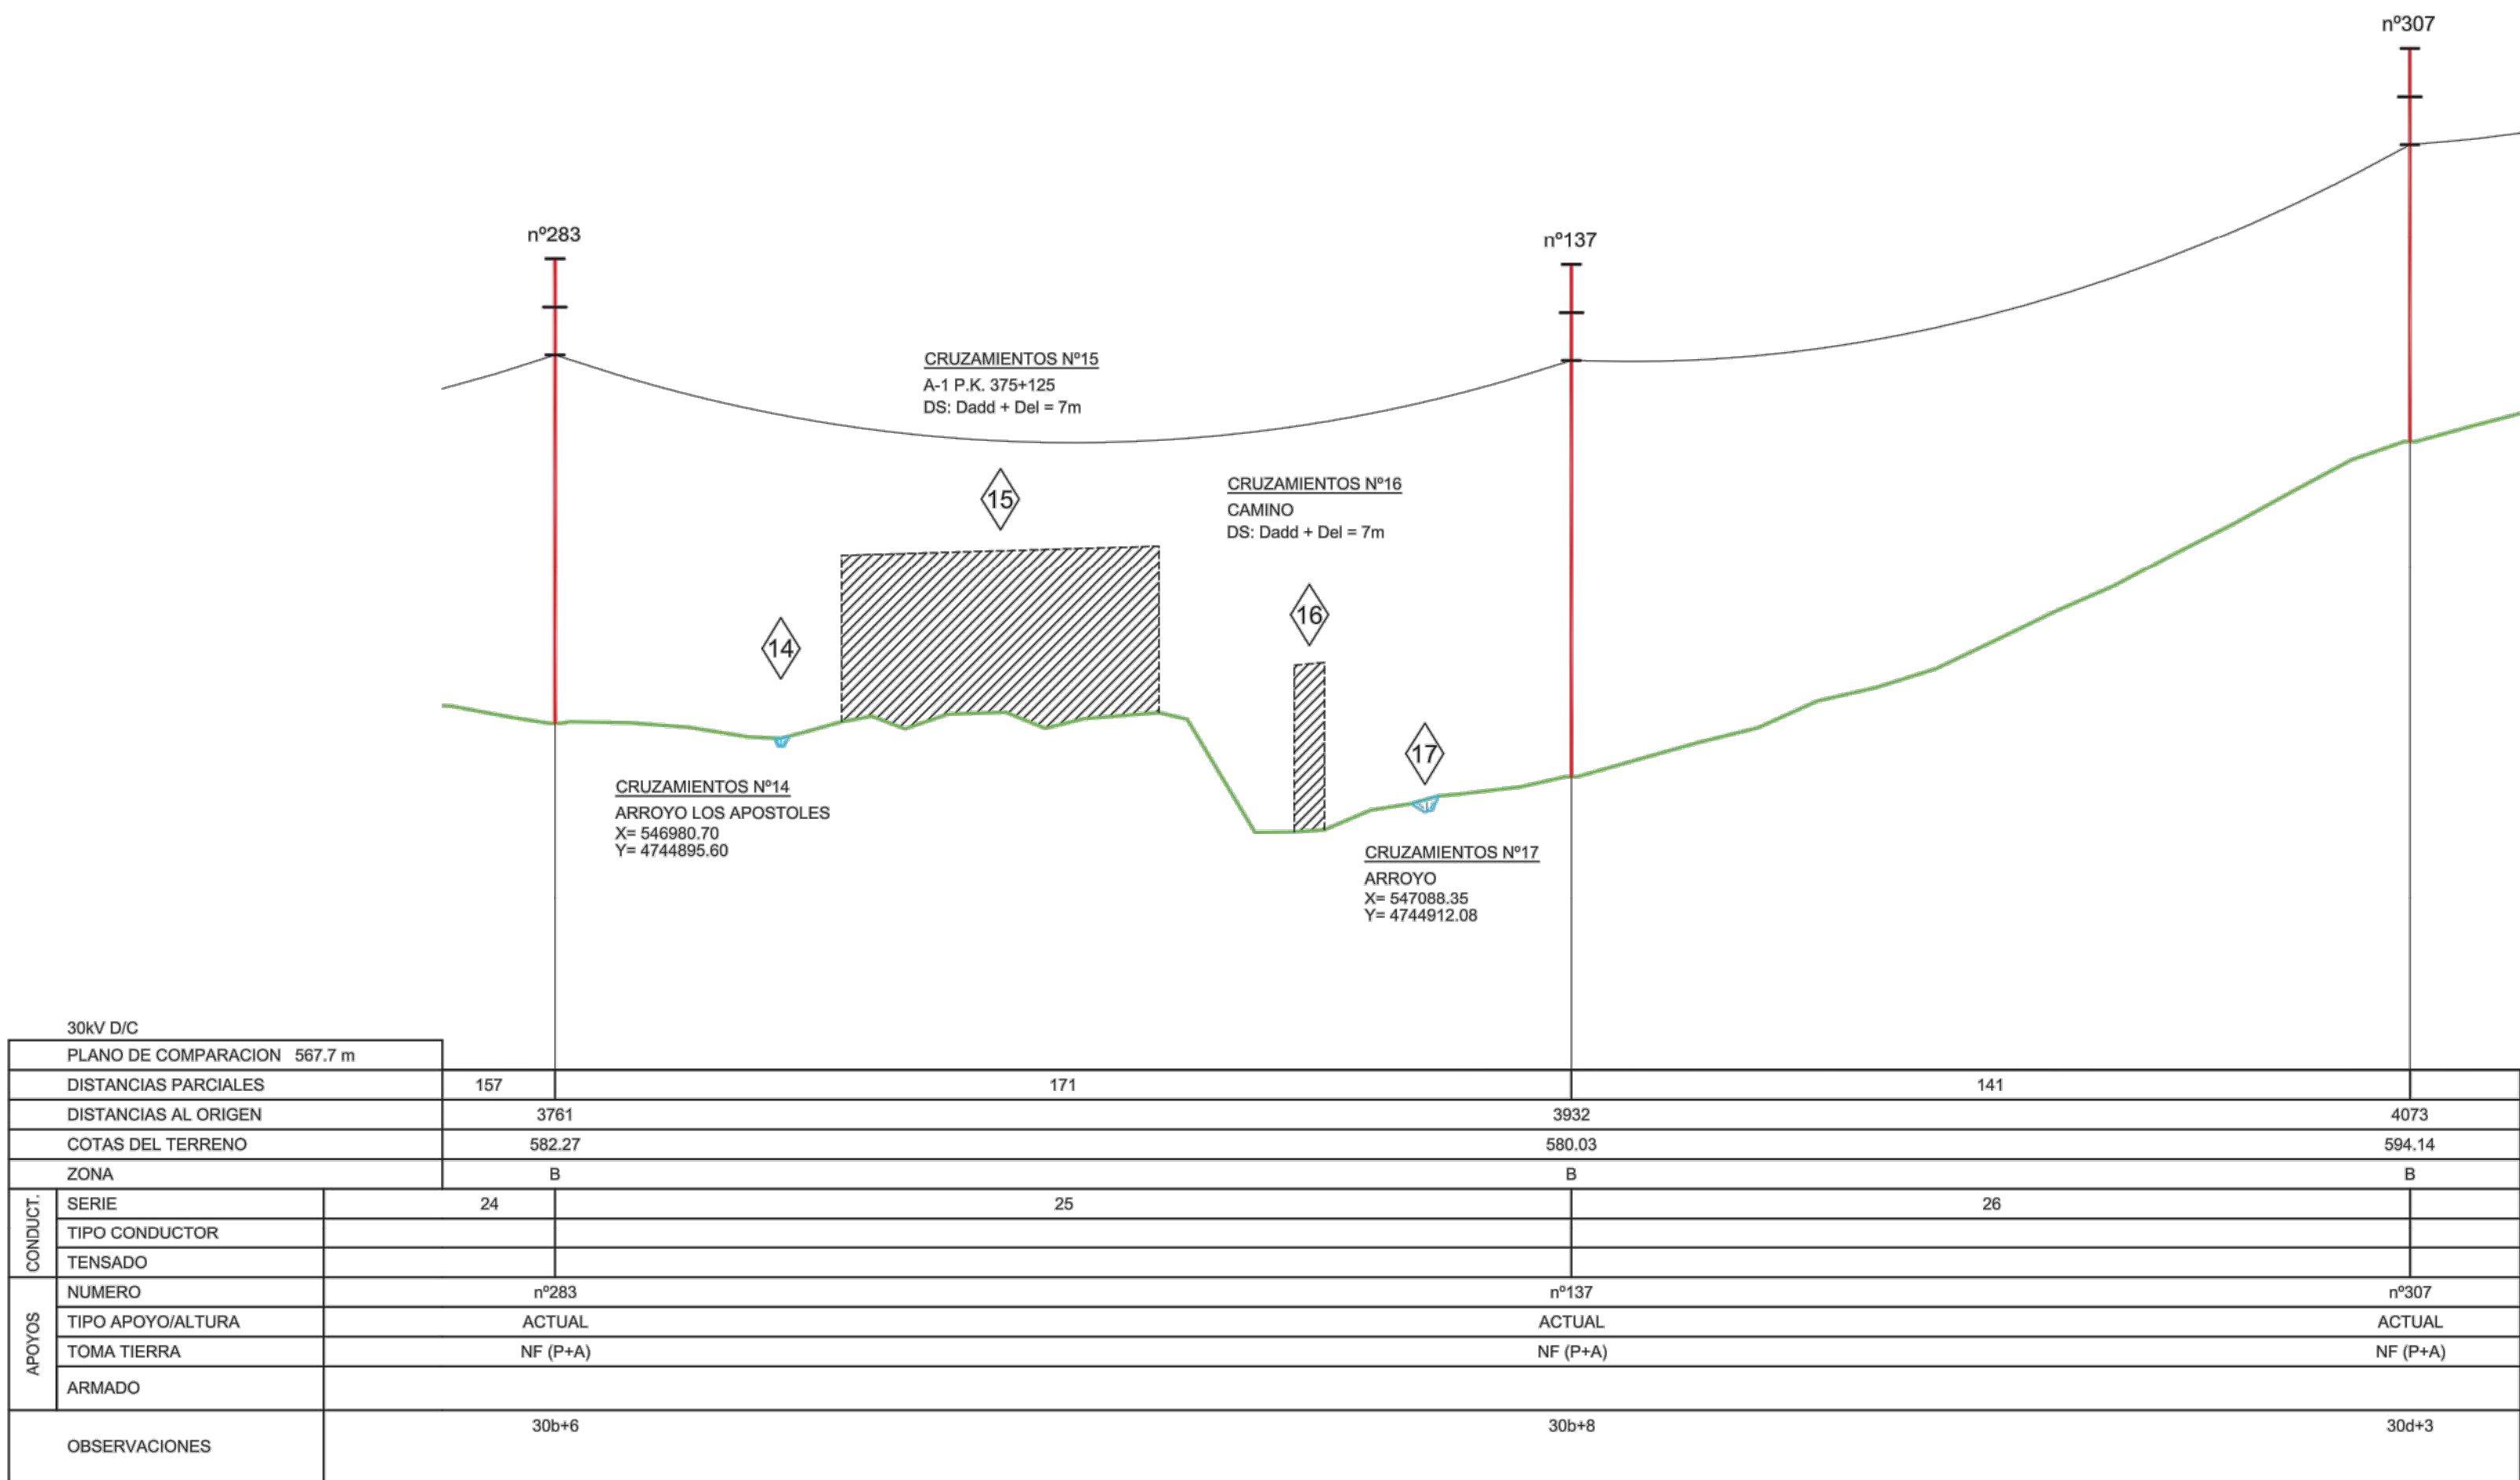 nº307
nº283
nº137
CRUZAMIENTOS Nº15
A-1 P.K. 375+125
DS: Dadd + Del = 7m
15
CRUZAMIENTOS Nº16
CAMINO
DS: Dadd + Del = 7m
16
14
17
CRUZAMIENTOS Nº14
ARROYO LOS APOSTOLES
X= 546980.70
Y= 4744895.60
CRUZAMIENTOS Nº17
ARROYO
X= 547088.35
Y= 4744912.08
30kV D/C
PLANO DE COMPARACION 567.7 m
DISTANCIAS PARCIALES 157 171 141
DISTANCIAS AL ORIGEN 3761 3932 4073
COTAS DEL TERRENO 582.27 580.03 594.14
ZONA B B B
CONDUCT.
SERIE 24 25 26
TIPO CONDUCTOR
TENSADO
APOYOS
NUMERO nº283 nº137 nº307
TIPO APOYO/ALTURA ACTUAL ACTUAL ACTUAL
TOMA TIERRA NF (P+A) NF (P+A) NF (P+A)
ARMADO
OBSERVACIONES 30b+6 30b+8 30d+3